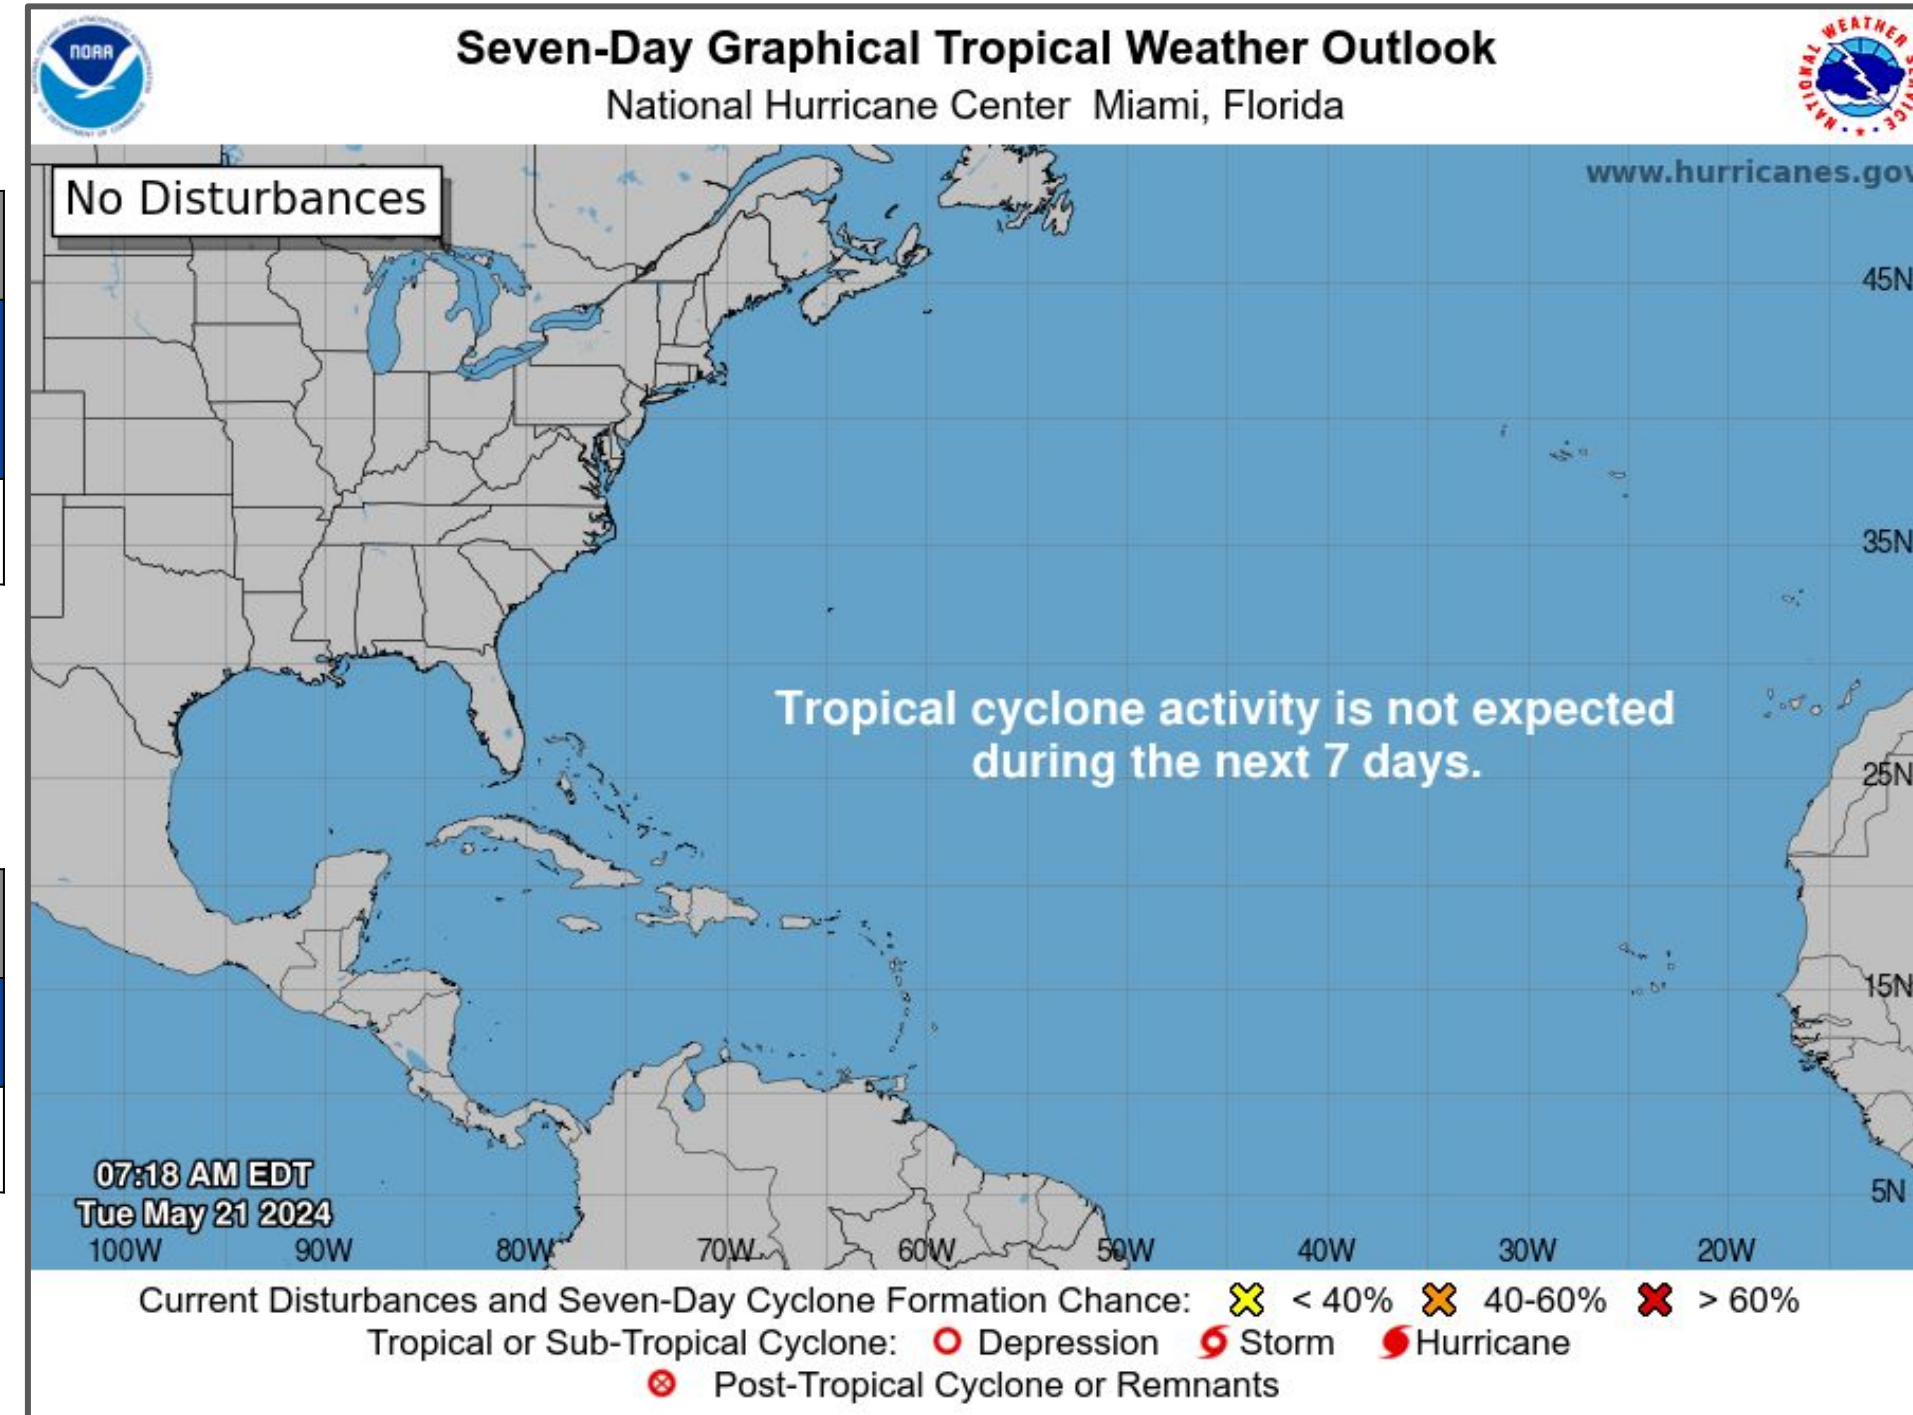 NOAA
Seven-Day Graphical Tropical Weather Outlook
National Hurricane Center Miami, Florida
NATIONAL WEATHER
No Disturbances
www.hurricanes.gov
45N
35N
Tropical cyclone activity is not expected
during the next 7 days.
25N
15N
07:18 AM EDT
Tue May 21 2024
5N
100W 90W 80W 70W 60W 50W 40W 30W 20W
Current Disturbances and Seven-Day Cyclone Formation Chance: < 40% 40-60% > 60%
Tropical or Sub-Tropical Cyclone: Depression Storm Hurricane
Post-Tropical Cyclone or Remnants